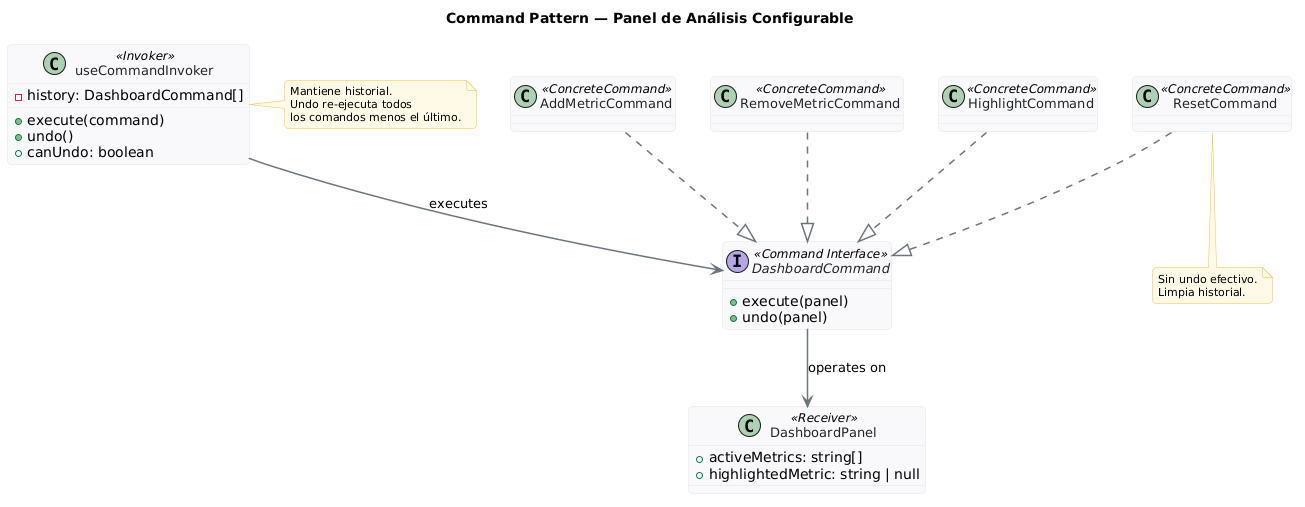 Command Pattern — Panel de Análisis Configurable
«Invoker»
useCommandInvoker
history: DashboardCommand[]
execute(command)
undo()
canUndo: boolean
Mantiene historial.
Undo re-ejecuta todos
los comandos menos el último.
«ConcreteCommand»
AddMetricCommand
«ConcreteCommand»
RemoveMetricCommand
«ConcreteCommand»
HighlightCommand
«ConcreteCommand»
ResetCommand
executes
«Command Interface»
DashboardCommand
execute(panel)
undo(panel)
Sin undo efectivo.
Limpia historial.
operates on
«Receiver»
DashboardPanel
activeMetrics: string[]
highlightedMetric: string | null